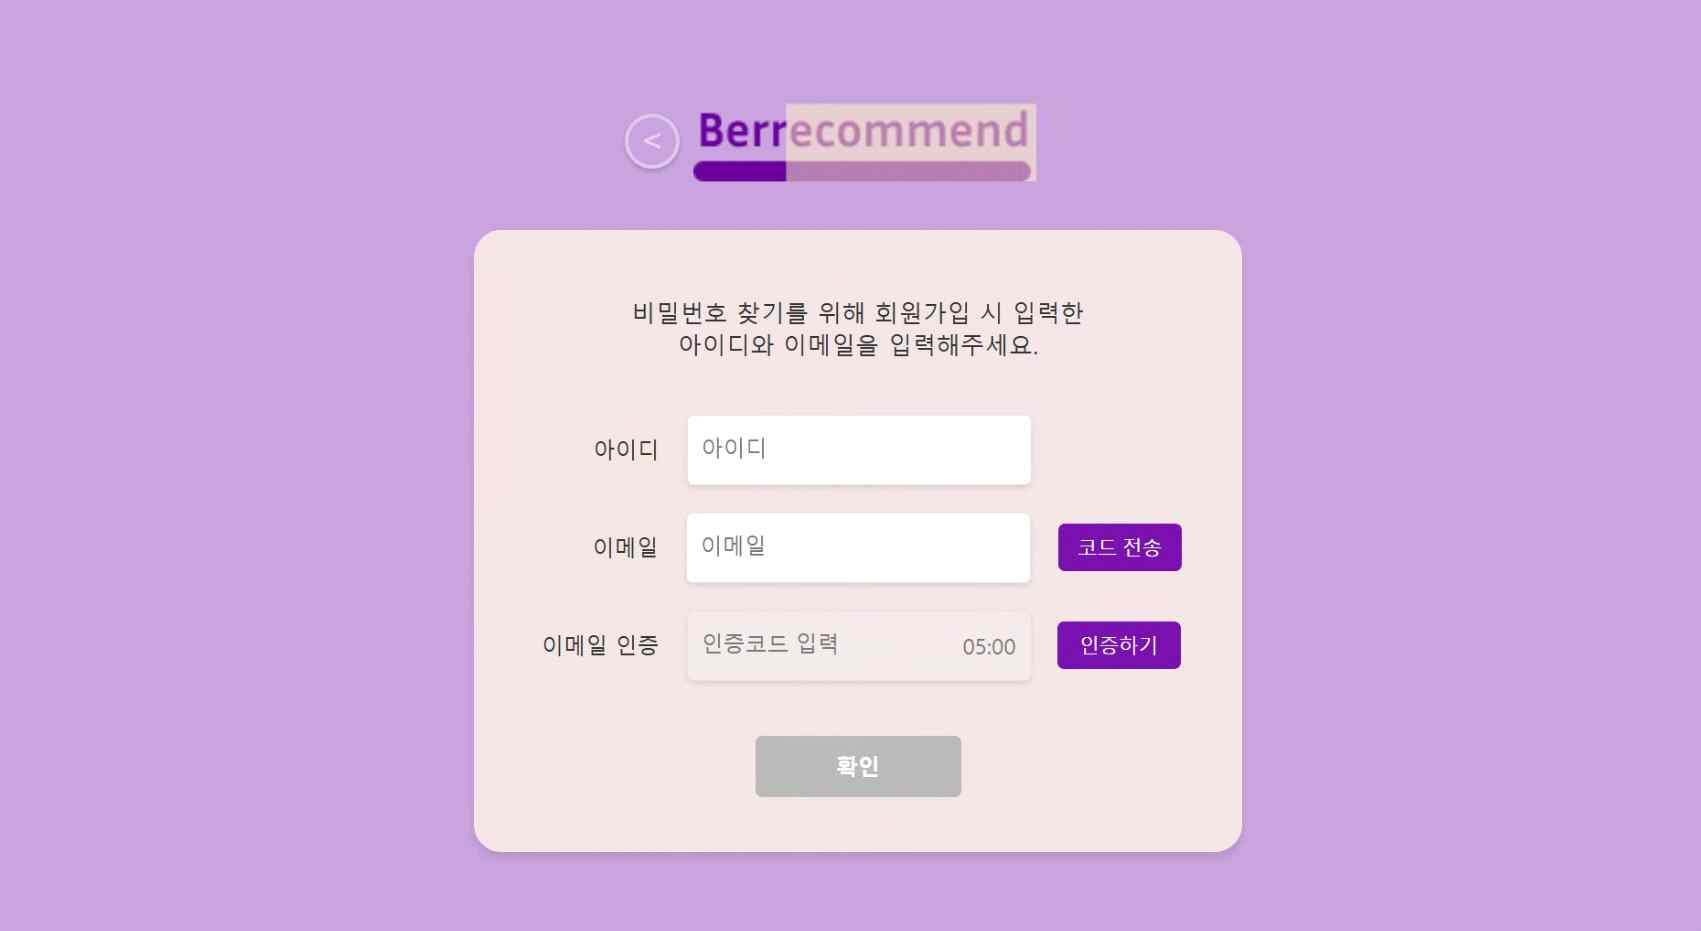 < Berrecommend
비밀번호 찾기를 위해 회원가입 시 입력한
아이디와 이메일을 입력해주세요.
아이디 아이디
이메일 이메일 코드 전송
이메일 인증 인증코드 입력 05:00 인증하기
확인